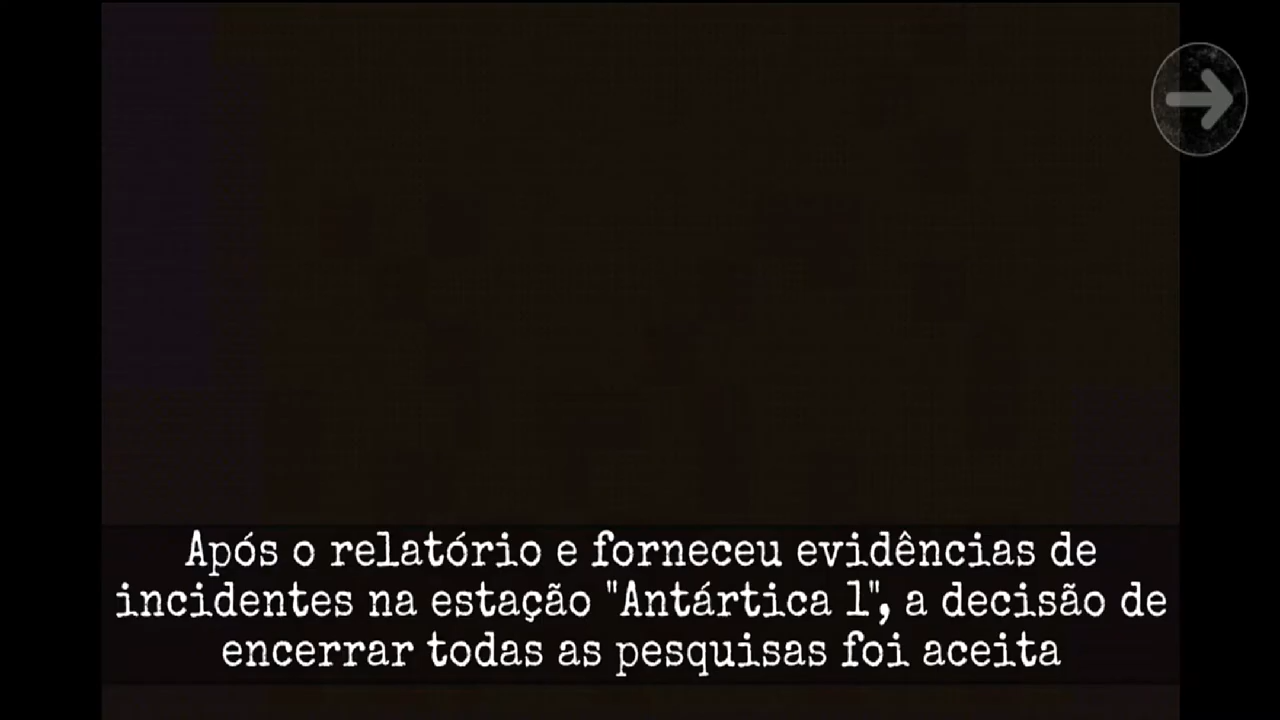 Após o relatório e forneceu evidências de
incidentes na estação "Antártica 1", a decisão de
encerrar todas as pesquisas foi aceita